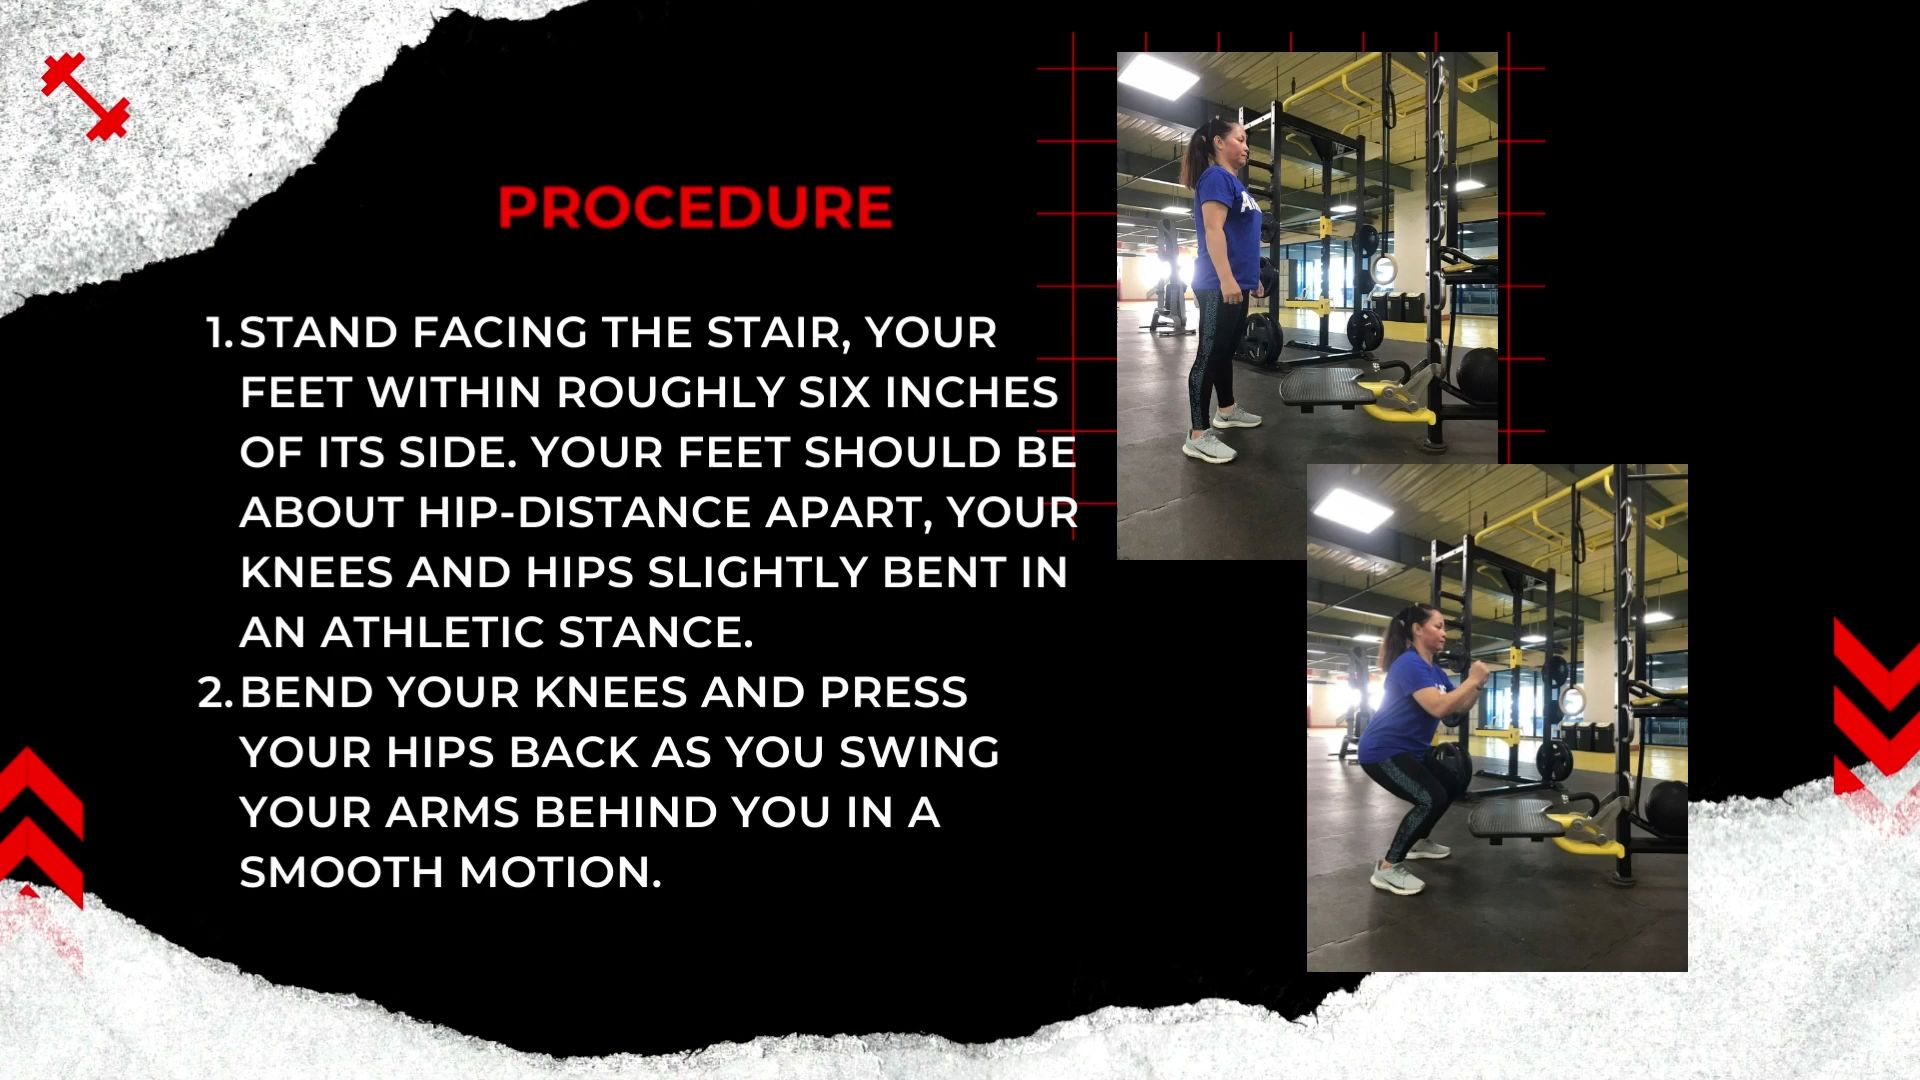 PROCEDURE
1. STAND FACING THE STAIR, YOUR
FEET WITHIN ROUGHLY SIX INCHES
OF ITS SIDE. YOUR FEET SHOULD BE
ABOUT HIP-DISTANCE APART, YOUR
KNEES AND HIPS SLIGHTLY BENT IN
AN ATHLETIC STANCE.
2. BEND YOUR KNEES AND PRESS
YOUR HIPS BACK AS YOU SWING
YOUR ARMS BEHIND YOU IN A
SMOOTH MOTION.